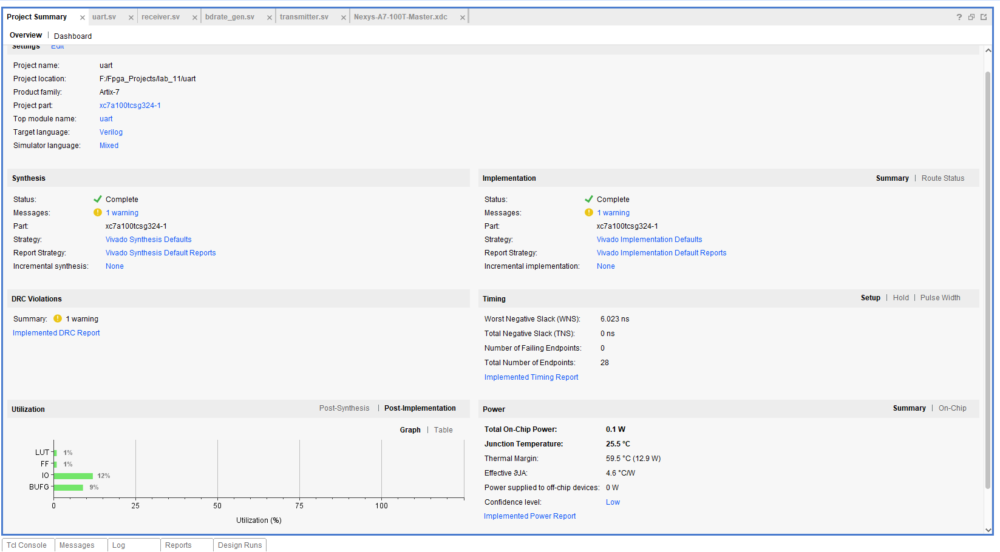 Project Summary × uart.sv × receiver.sv × bdrate_gen.sv × transmitter.sv × Nexys-A7-100T-Master.xdc ×
Overview | Dashboard
Settings Edit
Project name: uart
Project location: F:/Fpga_Projects/lab_11/uart
Product family: Artix-7
Project part: xc7a100tcsg324-1
Top module name: uart
Target language: Verilog
Simulator language: Mixed
Synthesis
Status: Complete
Messages: 1 warning
Part: xc7a100tcsg324-1
Strategy: Vivado Synthesis Defaults
Report Strategy: Vivado Synthesis Default Reports
Incremental synthesis: None
Implementation Summary | Route Status
Status: Complete
Messages: 1 warning
Part: xc7a100tcsg324-1
Strategy: Vivado Implementation Defaults
Report Strategy: Vivado Implementation Default Reports
Incremental implementation: None
DRC Violations
Summary: 1 warning
Implemented DRC Report
Timing Setup | Hold | Pulse Width
Worst Negative Slack (WNS): 6.023 ns
Total Negative Slack (TNS): 0 ns
Number of Failing Endpoints: 0
Total Number of Endpoints: 28
Implemented Timing Report
Utilization Post-Synthesis | Post-Implementation
Graph | Table
LUT 1%
FF 1%
IO 12%
BUFG 9%
0 25 50 75 100
Utilization (%)
Power Summary | On-Chip
Total On-Chip Power: 0.1 W
Junction Temperature: 25.5 °C
Thermal Margin: 59.5 °C (12.9 W)
Effective ϑJA: 4.6 °C/W
Power supplied to off-chip devices: 0 W
Confidence level: Low
Implemented Power Report
Tcl Console Messages Log Reports Design Runs